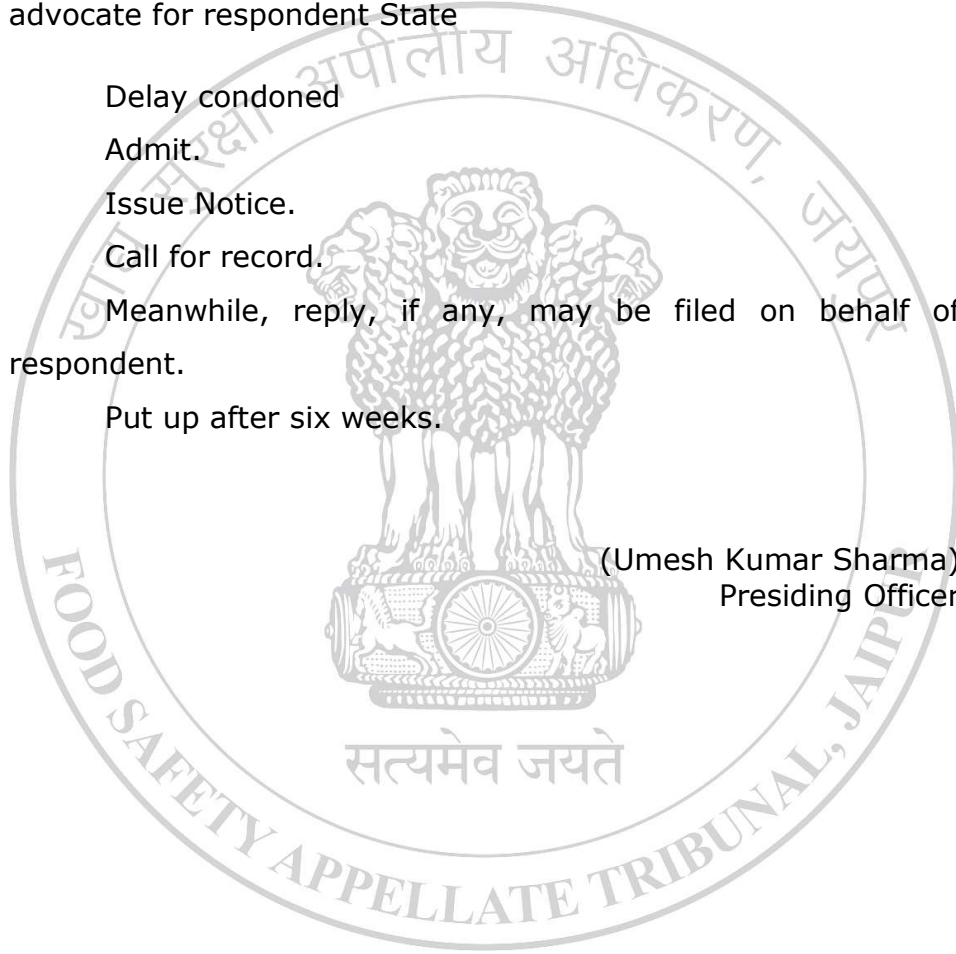 advocate for respondent State
Delay condoned
Admit.
Issue Notice.
Call for record.
Meanwhile, reply, if any, may be filed on behalf of
respondent.
Put up after six weeks.
(Umesh Kumar Sharma)
Presiding Officer
खाद्य सुरक्षा अपीलीय अधिकरण, जयपुर
सत्यमेव जयते
FOOD SAFETY APPELLATE TRIBUNAL, JAIPUR